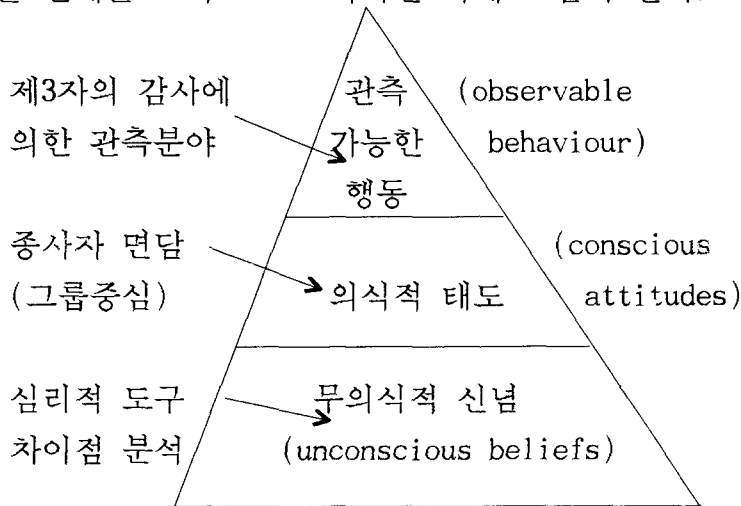 제3자의 감사에 관측 (observable
의한 관측분야 가능한 behaviour)
행동
종사자 면담 (conscious
(그룹중심) 의식적 태도 attitudes)
심리적 도구 무의식적 신념
차이점 분석 (unconscious beliefs)